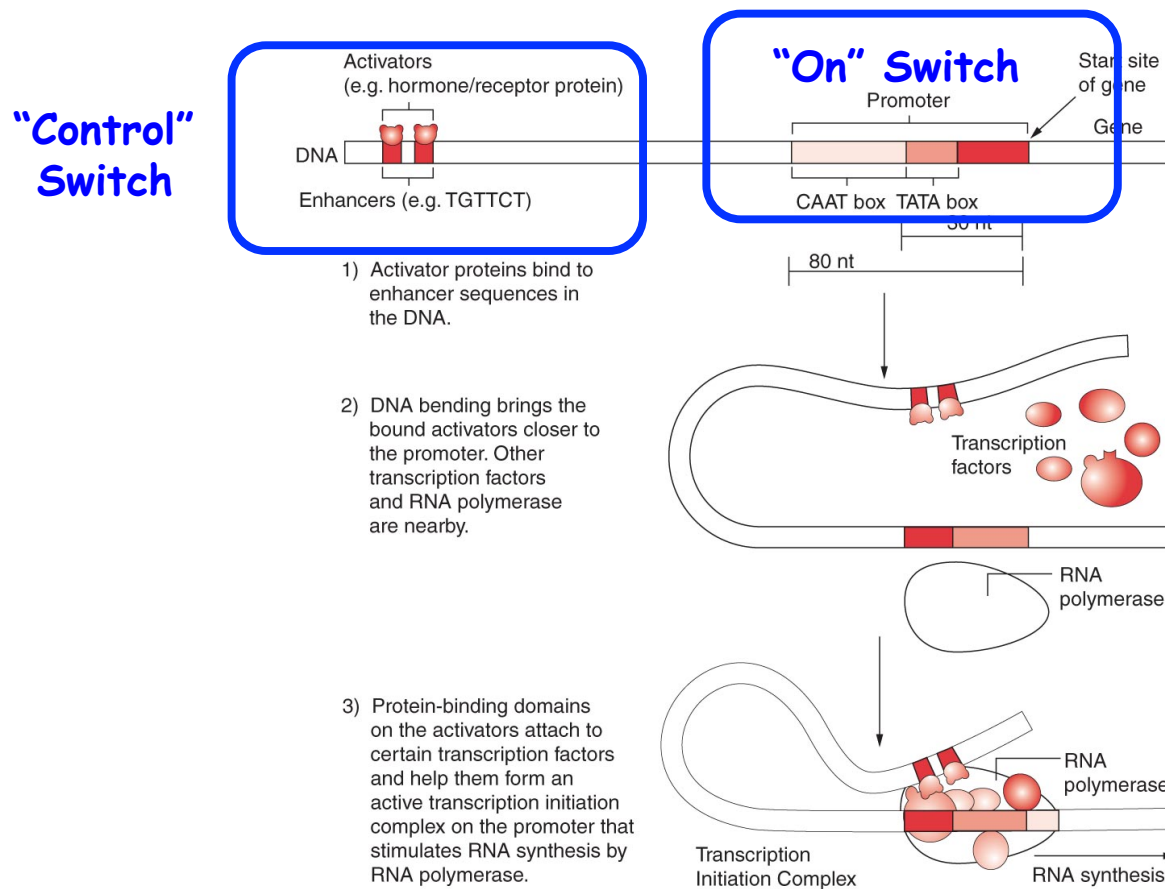 “Control”
Switch
Activators
(e.g. hormone/receptor protein)
DNA
Enhancers (e.g. TGTTCT)
“On” Switch
Promoter
Start site
of gene
Gene
CAAT box
TATA box
30 nt
80 nt
1) Activator proteins bind to
enhancer sequences in
the DNA.
2) DNA bending brings the
bound activators closer to
the promoter. Other
transcription factors
and RNA polymerase
are nearby.
Transcription
factors
RNA
polymerase
3) Protein-binding domains
on the activators attach to
certain transcription factors
and help them form an
active transcription initiation
complex on the promoter that
stimulates RNA synthesis by
RNA polymerase.
RNA
polymerase
Transcription
Initiation Complex
RNA synthesis